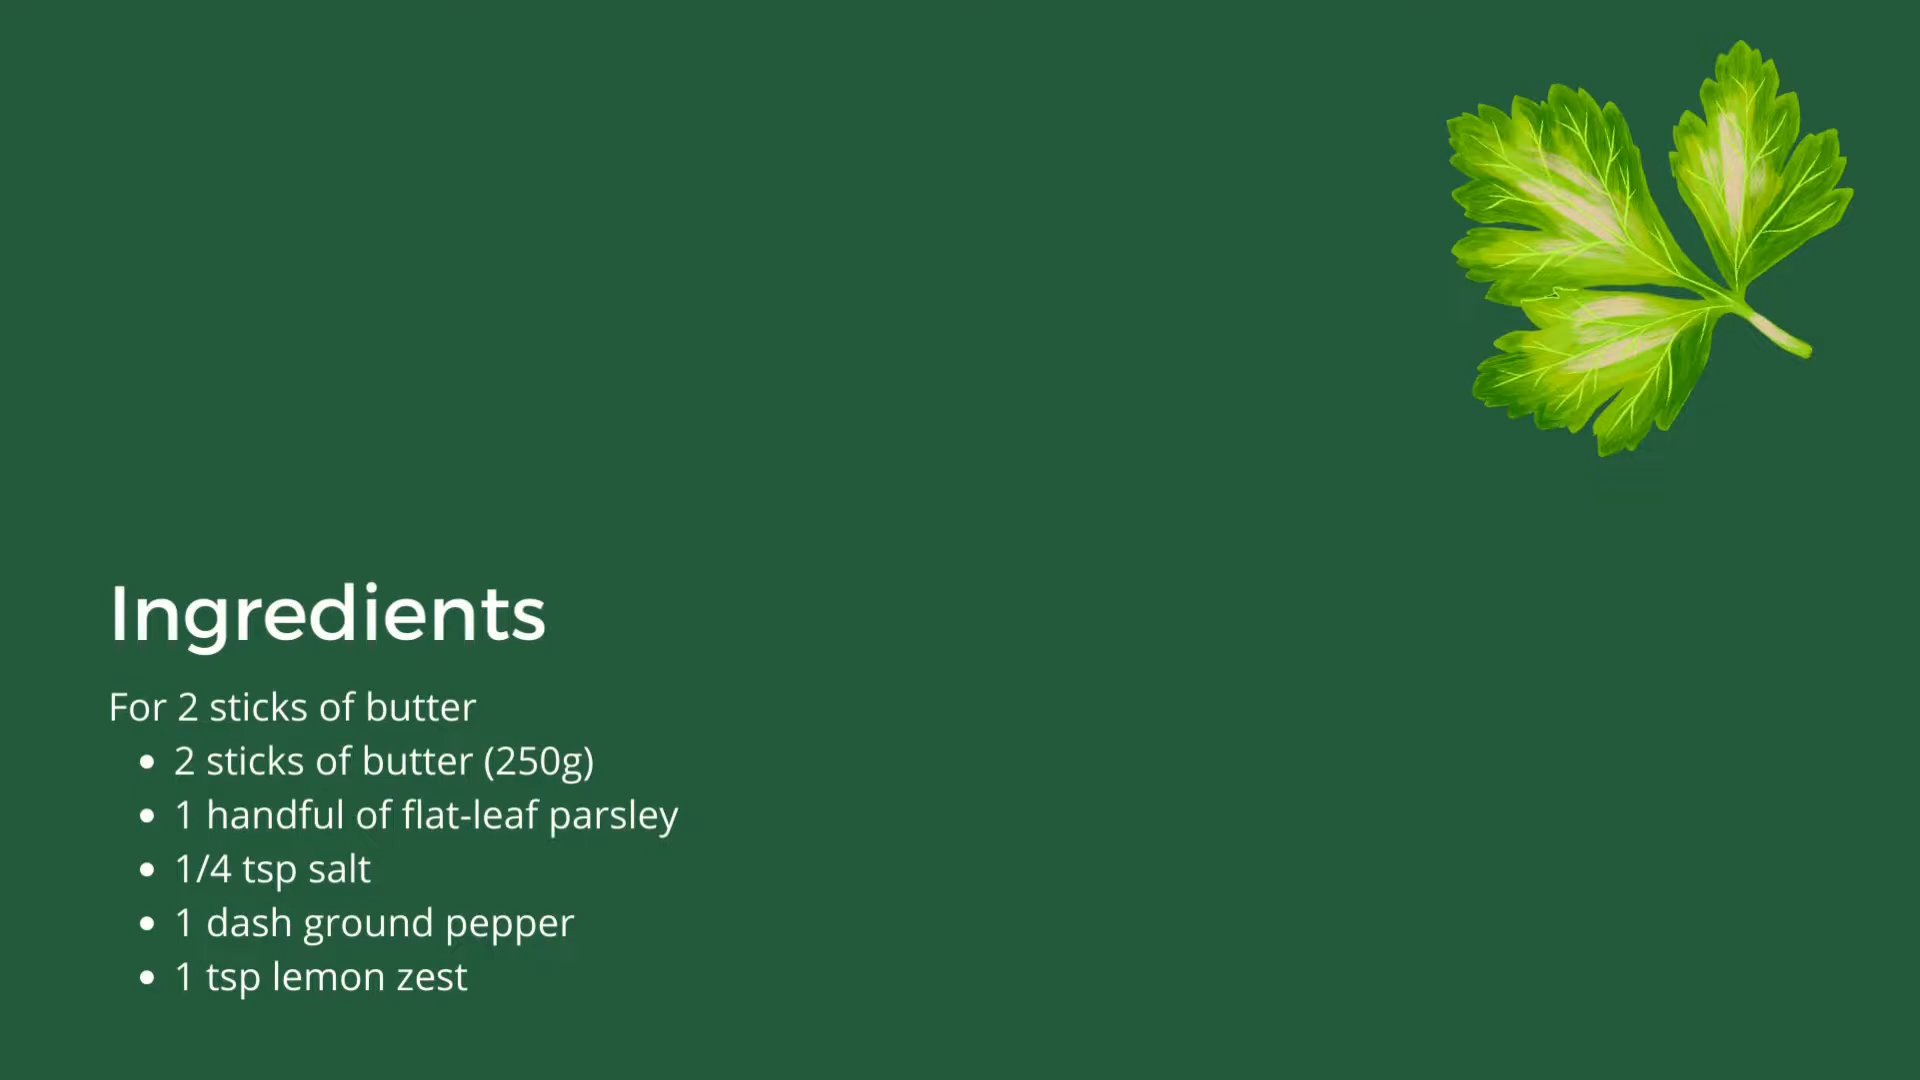 Ingredients
For 2 sticks of butter
• 2 sticks of butter (250g)
• 1 handful of flat-leaf parsley
• 1/4 tsp salt
• 1 dash ground pepper
• 1 tsp lemon zest